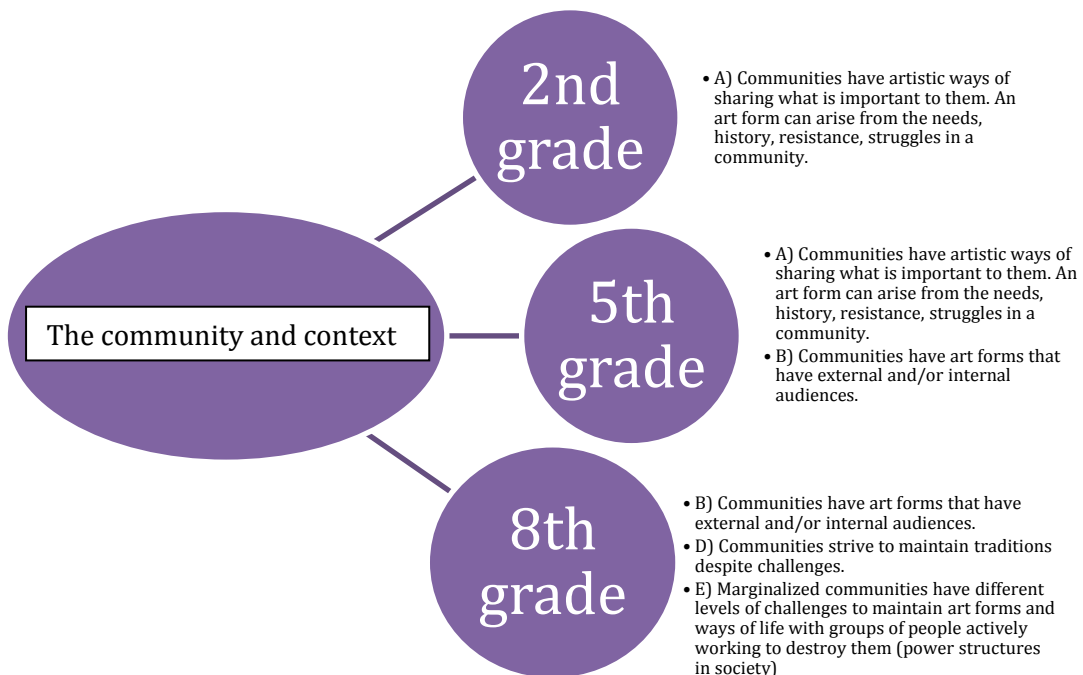 The community and context
2nd
grade
• A) Communities have artistic ways of
sharing what is important to them. An
art form can arise from the needs,
history, resistance, struggles in a
community.
5th
grade
• A) Communities have artistic ways of
sharing what is important to them. An
art form can arise from the needs,
history, resistance, struggles in a
community.
• B) Communities have art forms that
have external and/or internal
audiences.
8th
grade
• B) Communities have art forms that have
external and/or internal audiences.
• D) Communities strive to maintain traditions
despite challenges.
• E) Marginalized communities have different
levels of challenges to maintain art forms and
ways of life with groups of people actively
working to destroy them (power structures
in society)